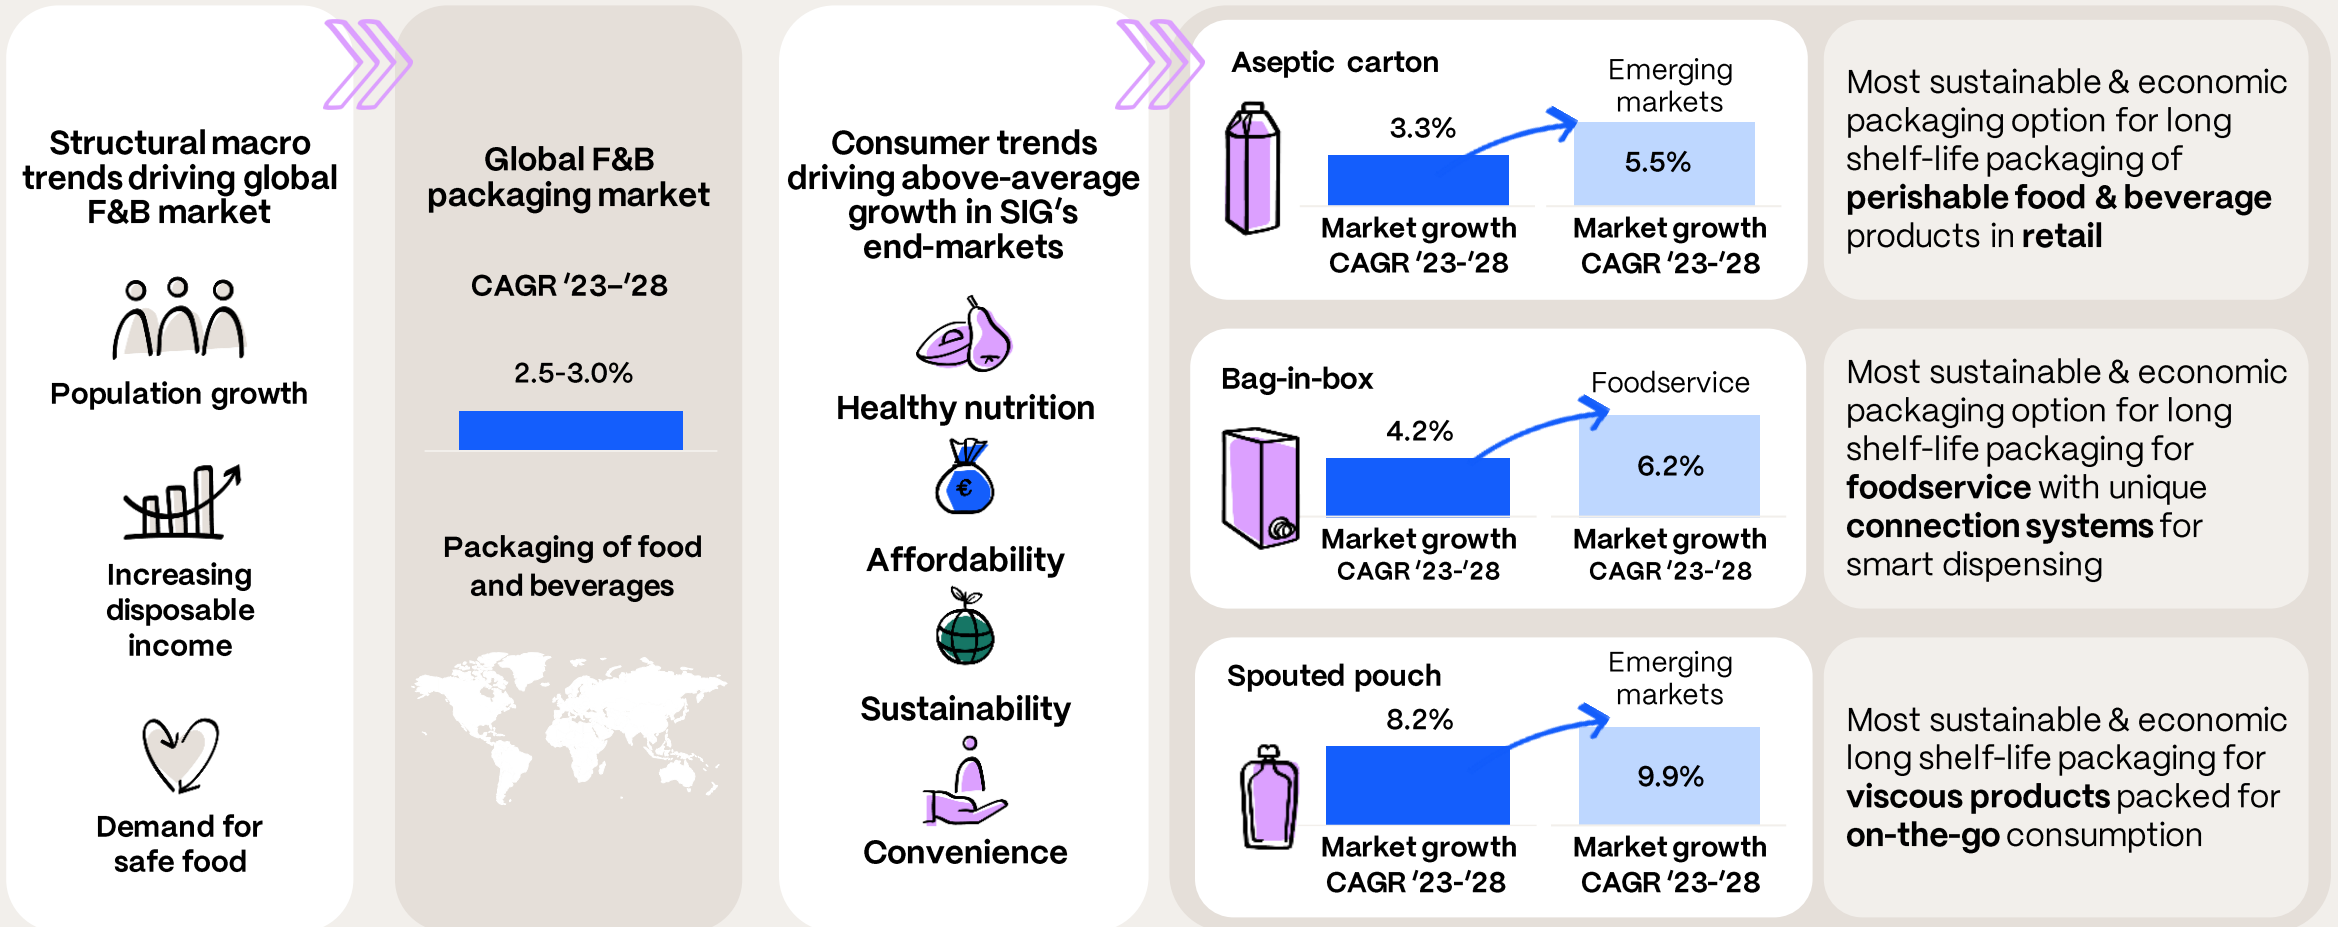 Structural macro
trends driving global
F&B market
Population growth
Increasing
disposable
income
Demand for
safe food
Global F&B
packaging market
CAGR ’23–’28
2.5-3.0%
Packaging of food
and beverages
Consumer trends
driving above-average
growth in SIG’s
end-markets
Healthy nutrition
€
Affordability
Sustainability
Convenience
Aseptic carton
3.3%
Market growth
CAGR ’23-’28
Emerging
markets
5.5%
Market growth
CAGR ’23-’28
Most sustainable & economic
packaging option for long
shelf-life packaging of
perishable food & beverage
products in retail
Bag-in-box
4.2%
Market growth
CAGR ’23-’28
Foodservice
6.2%
Market growth
CAGR ’23-’28
Most sustainable & economic
packaging option for long
shelf-life packaging for
foodservice with unique
connection systems for
smart dispensing
Spouted pouch
8.2%
Market growth
CAGR ’23-’28
Emerging
markets
9.9%
Market growth
CAGR ’23-’28
Most sustainable & economic
long shelf-life packaging for
viscous products packed for
on-the-go consumption